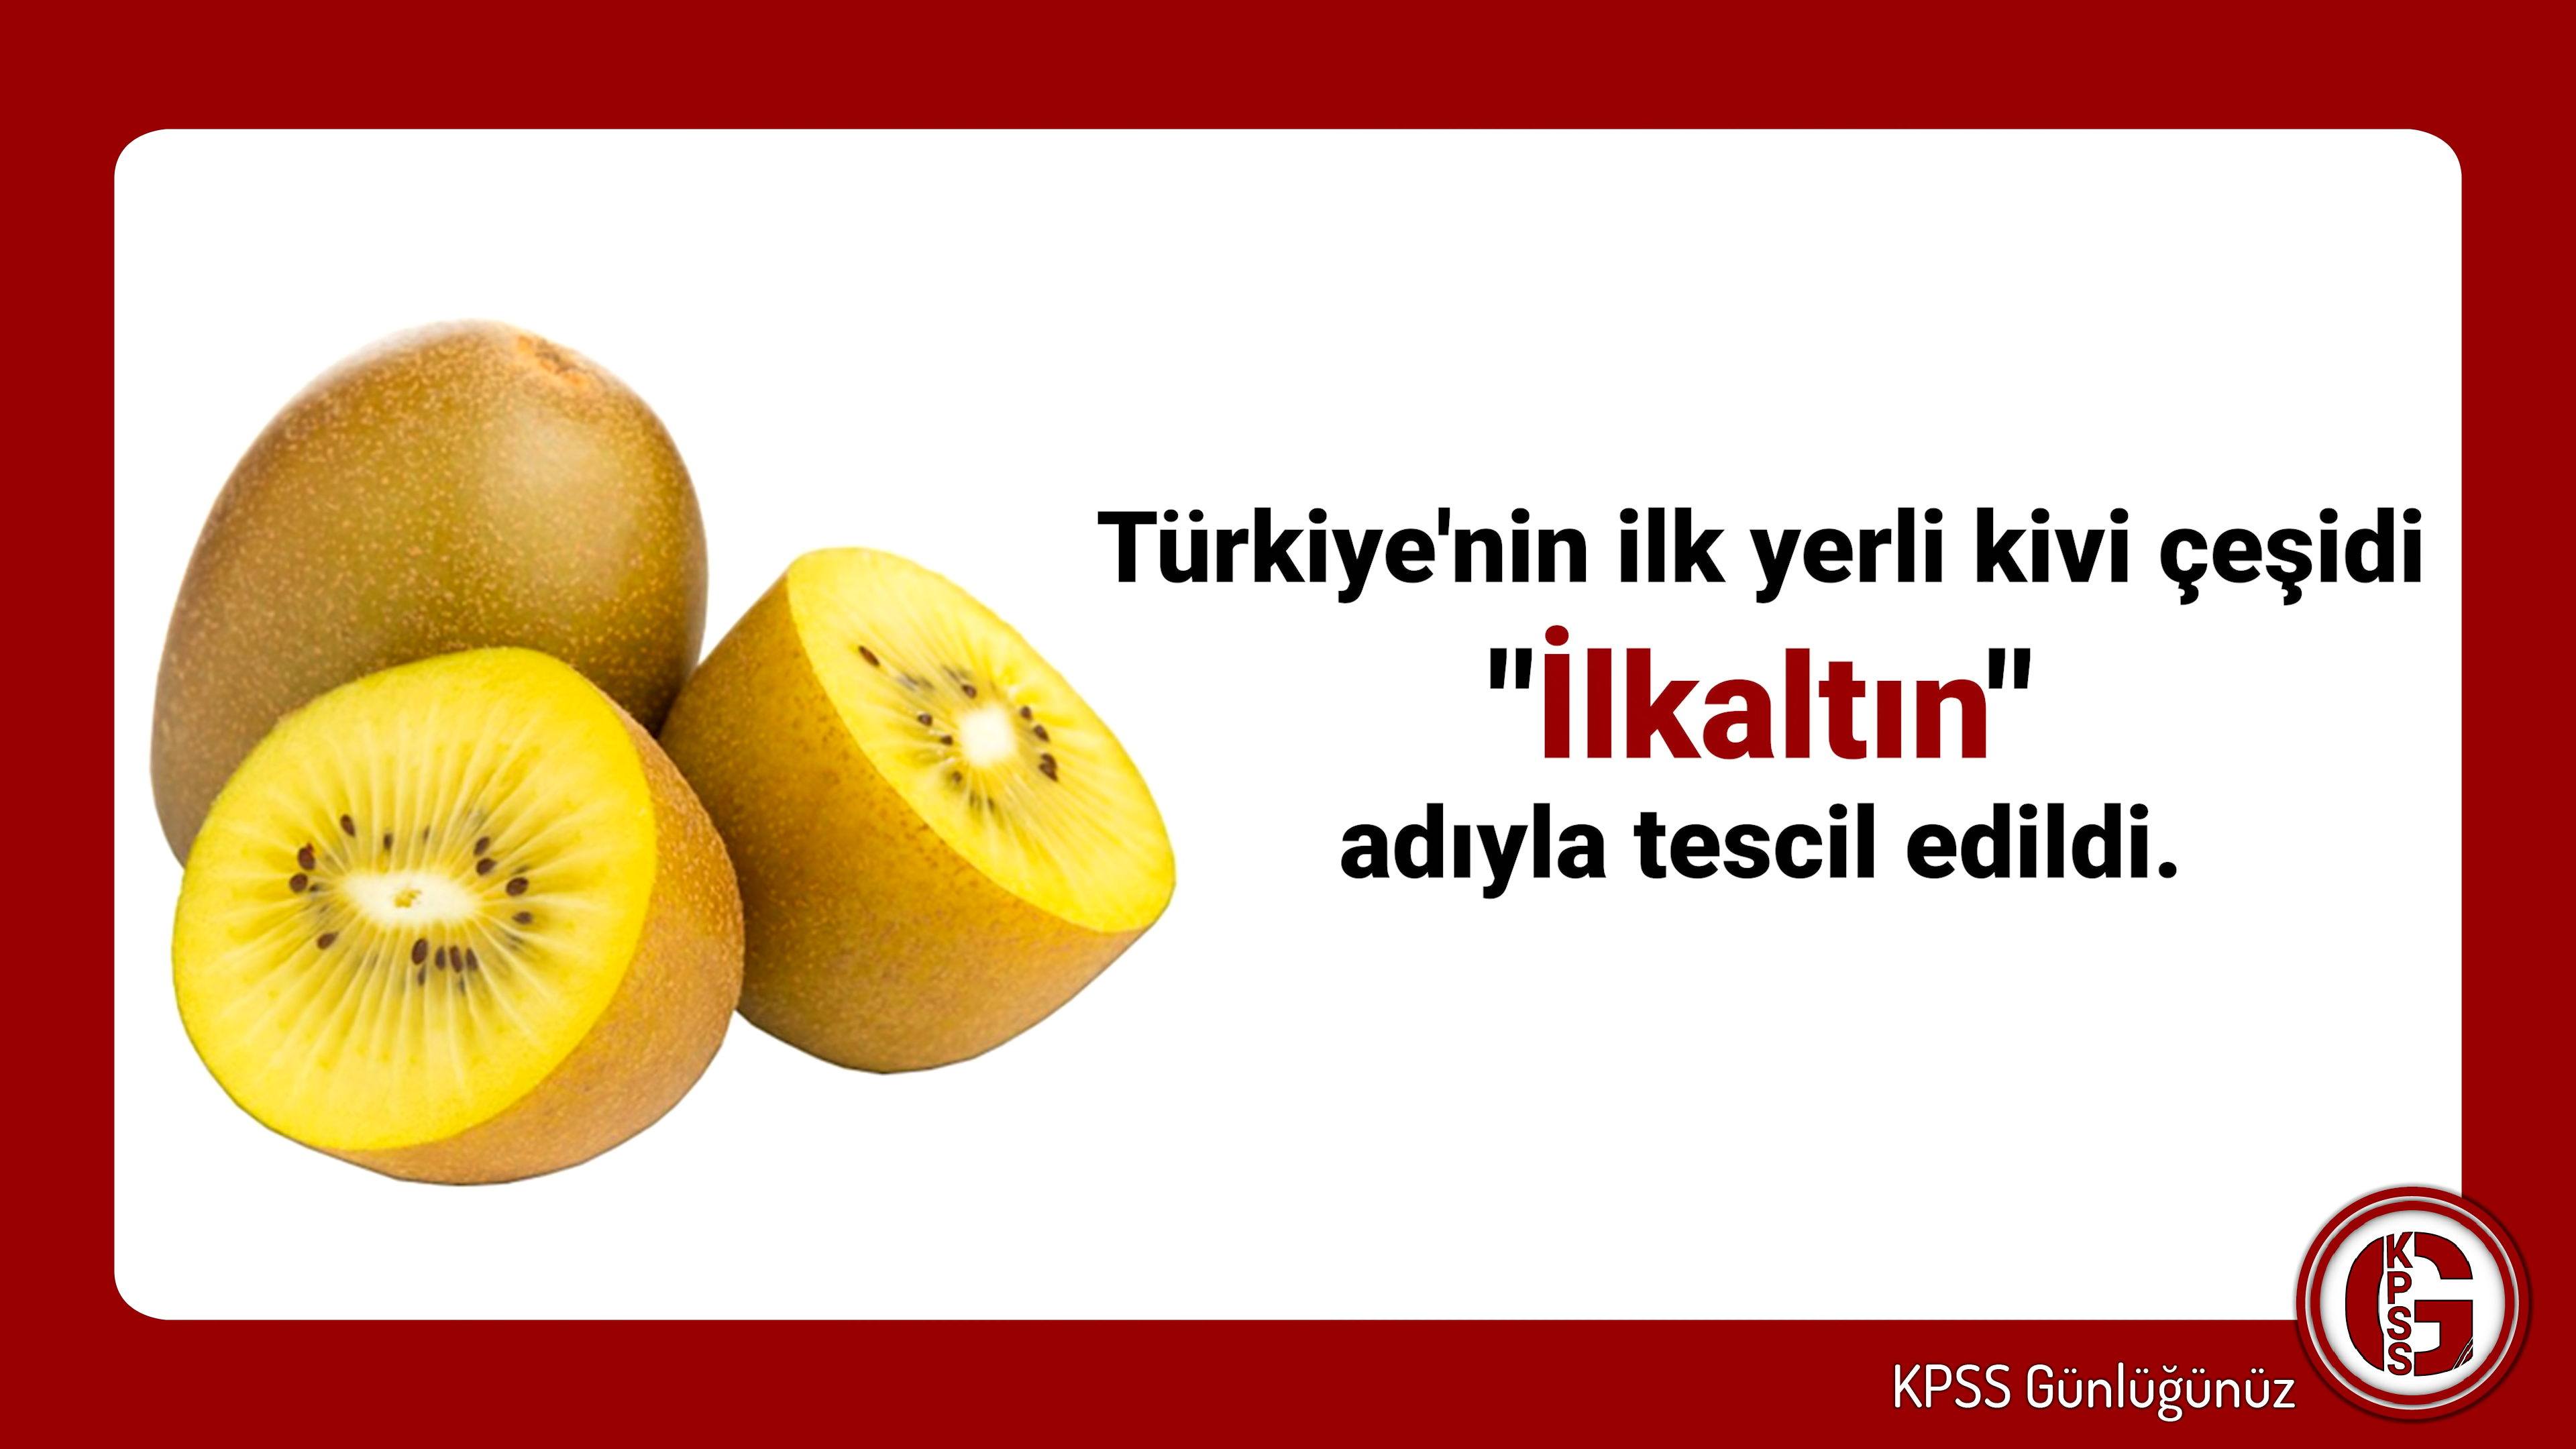 Türkiye'nin ilk yerli kivi çeşidi
"İlkaltın"
adıyla tescil edildi.
KPSS
G
KPSS Günlüğünüz